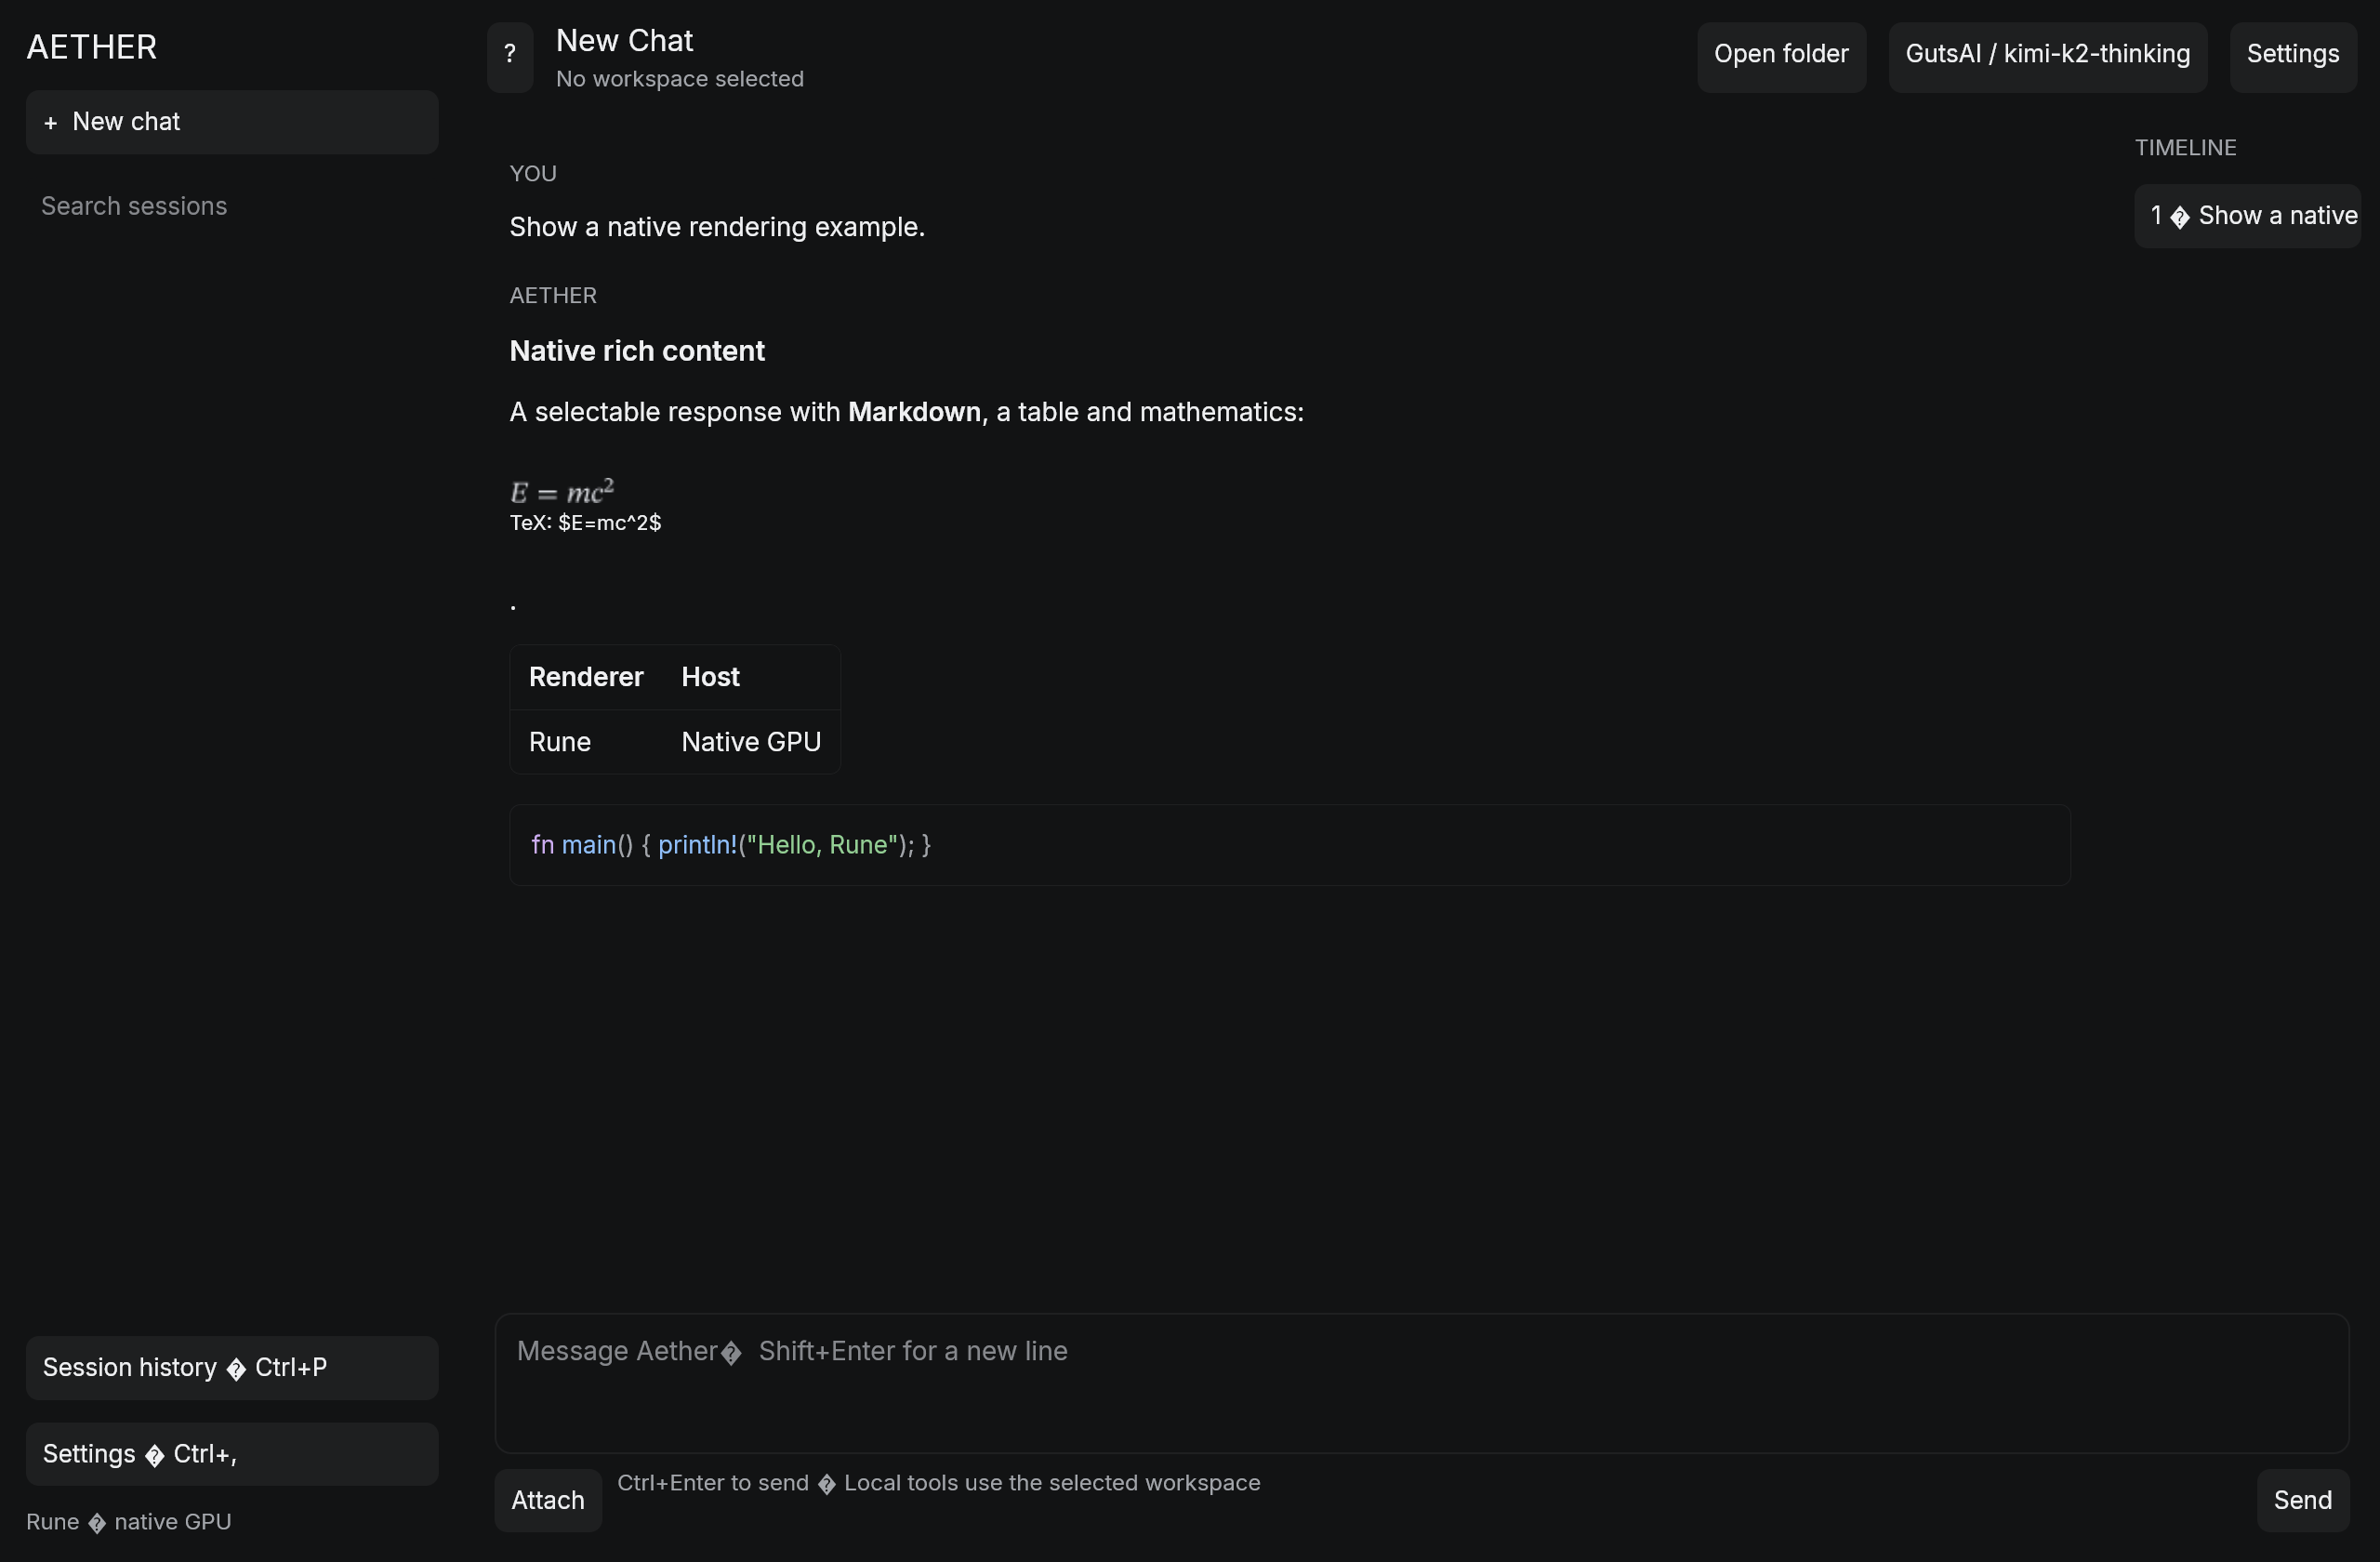 AETHER
+ New chat
Search sessions
Session history � Ctrl+P
Settings � Ctrl+,
Rune � native GPU
?
New Chat
No workspace selected
Open folder
GutsAI / kimi-k2-thinking
Settings
YOU
Show a native rendering example.
AETHER
Native rich content
A selectable response with Markdown, a table and mathematics:
E = mc²
TeX: $E=mc^2$
.
Renderer Host
Rune Native GPU
fn main() { println!("Hello, Rune"); }
TIMELINE
1 � Show a native
Message Aether�  Shift+Enter for a new line
Attach
Ctrl+Enter to send � Local tools use the selected workspace
Send